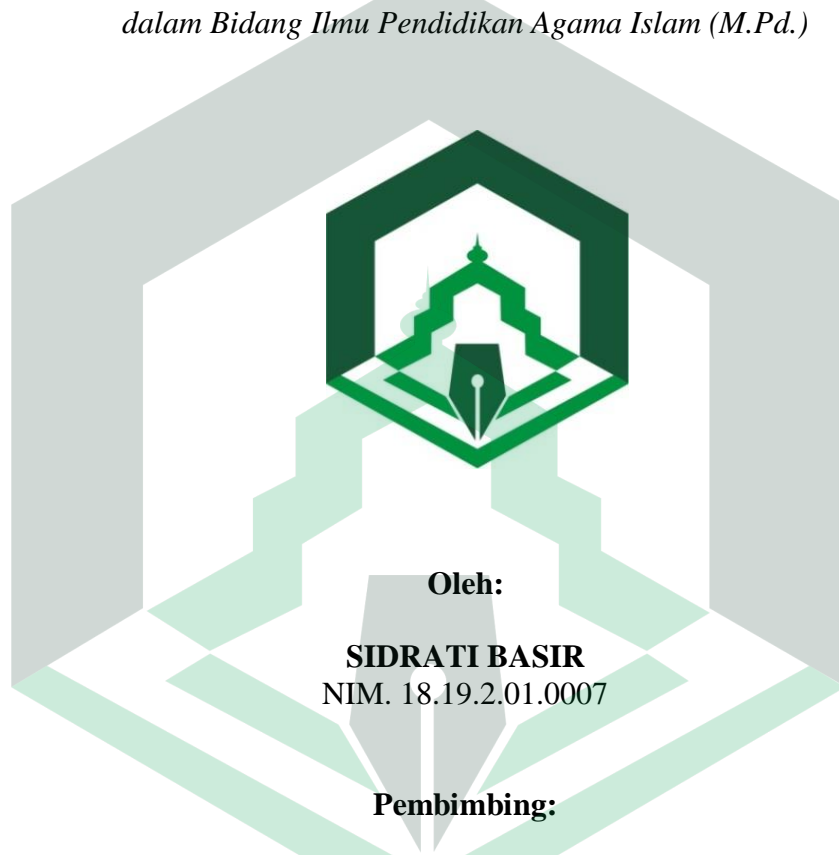 dalam Bidang Ilmu Pendidikan Agama Islam (M.Pd.)
Oleh:
SIDRATI BASIR
NIM. 18.19.2.01.0007
Pembimbing: